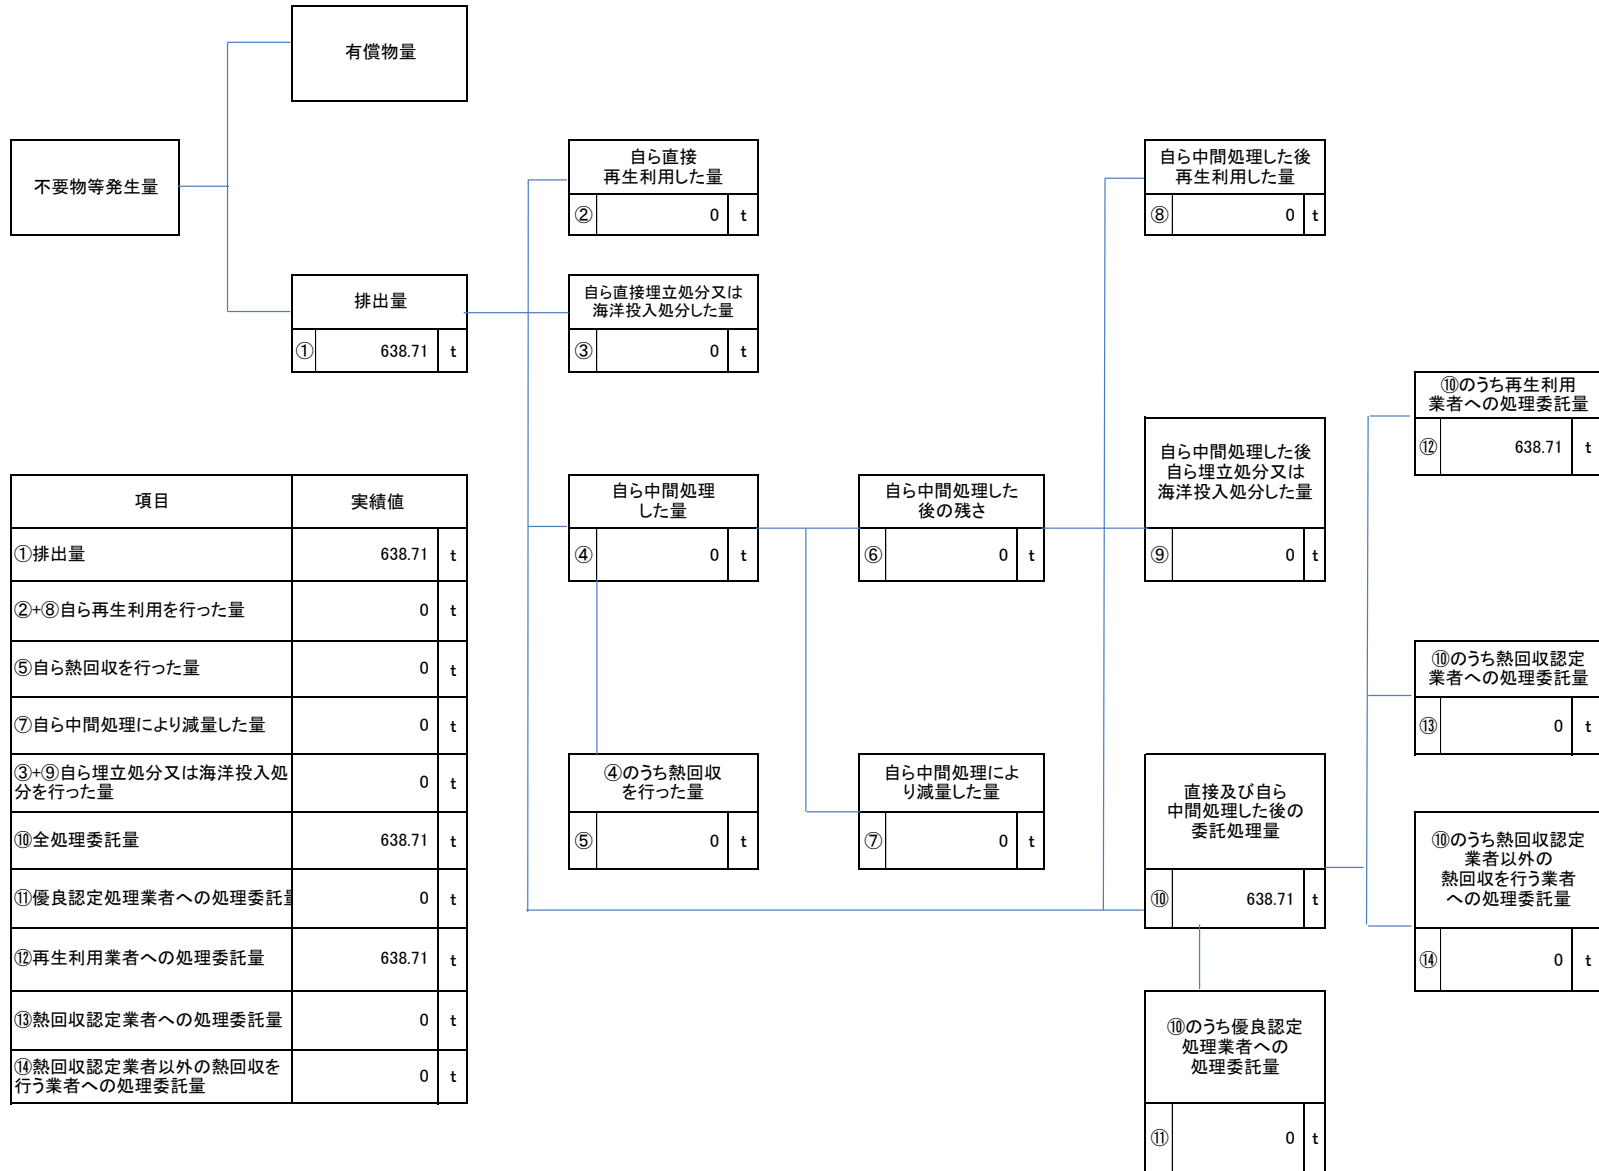 有償物量
不要物等発生量
排出量
① 638.71 t
自ら直接
再生利用した量
② 0 t
自ら直接埋立処分又は
海洋投入処分した量
③ 0 t
自ら中間処理
した量
④ 0 t
④のうち熱回収
を行った量
⑤ 0 t
自ら中間処理した
後の残さ
⑥ 0 t
自ら中間処理によ
り減量した量
⑦ 0 t
自ら中間処理した後
再生利用した量
⑧ 0 t
自ら中間処理した後
自ら埋立処分又は
海洋投入処分した量
⑨ 0 t
直接及び自ら
中間処理した後の
委託処理量
⑩ 638.71 t
⑩のうち優良認定
処理業者への
処理委託量
⑪ 0 t
⑩のうち再生利用
業者への処理委託量
⑫ 638.71 t
⑩のうち熱回収認定
業者への処理委託量
⑬ 0 t
⑩のうち熱回収認定
業者以外の
熱回収を行う業者
への処理委託量
⑭ 0 t
項目 実績値
①排出量 638.71 t
②+⑧自ら再生利用を行った量 0 t
⑤自ら熱回収を行った量 0 t
⑦自ら中間処理により減量した量 0 t
③+⑨自ら埋立処分又は海洋投入処
分を行った量 0 t
⑩全処理委託量 638.71 t
⑪優良認定処理業者への処理委託量 0 t
⑫再生利用業者への処理委託量 638.71 t
⑬熱回収認定業者への処理委託量 0 t
⑭熱回収認定業者以外の熱回収を
行う業者への処理委託量 0 t